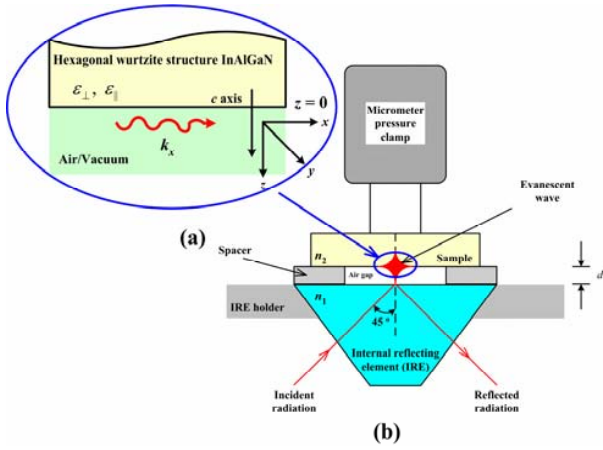 Hexagonal wurtzite structure InAlGaN
ε⊥, ε∥
c axis
z = 0
x
kx
Air/Vacuum
z
y
(a)
Micrometer
pressure
clamp
Evanescent
wave
Spacer
n2
Sample
Air gap
d
IRE holder
n1
45°
Internal reflecting
element (IRE)
Incident
radiation
Reflected
radiation
(b)